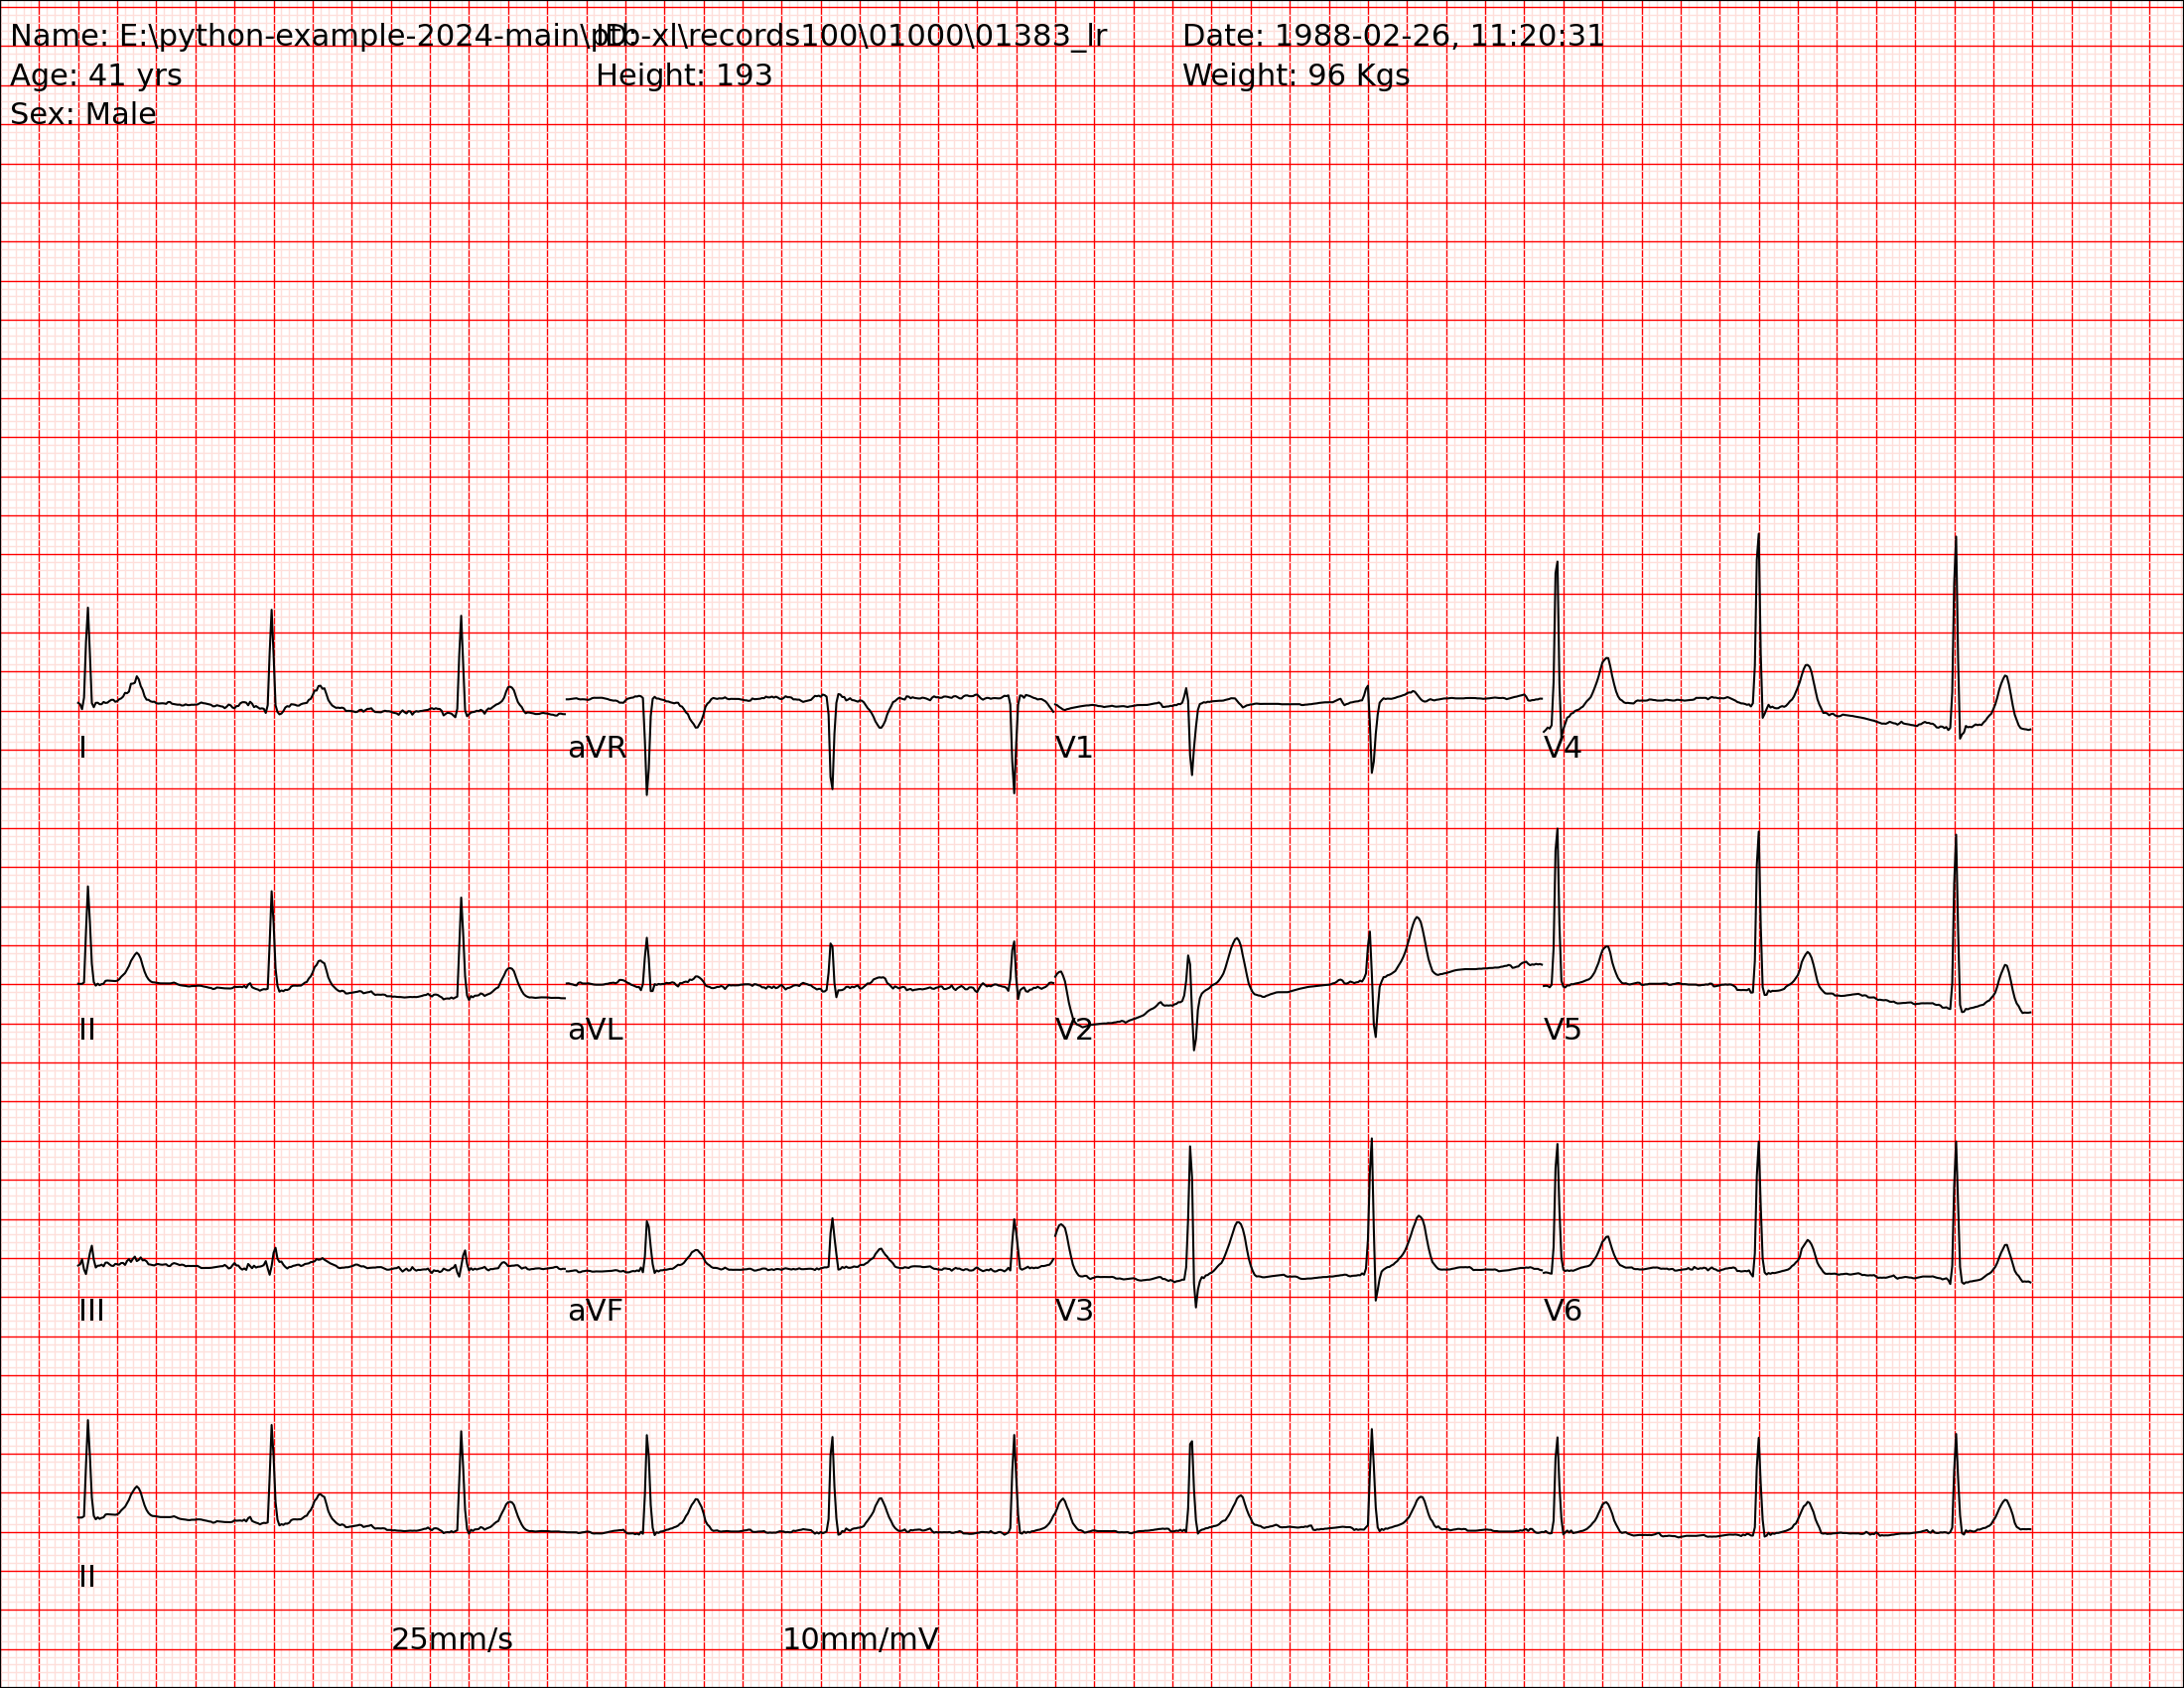 Name: E:\python-example-2024-main\ptb-xl\records100\01000\01383_lr ID: Date: 1988-02-26, 11:20:31
Age: 41 yrs Height: 193 Weight: 96 Kgs
Sex: Male
I aVR V1 V4
II aVL V2 V5
III aVF V3 V6
II
25mm/s 10mm/mV